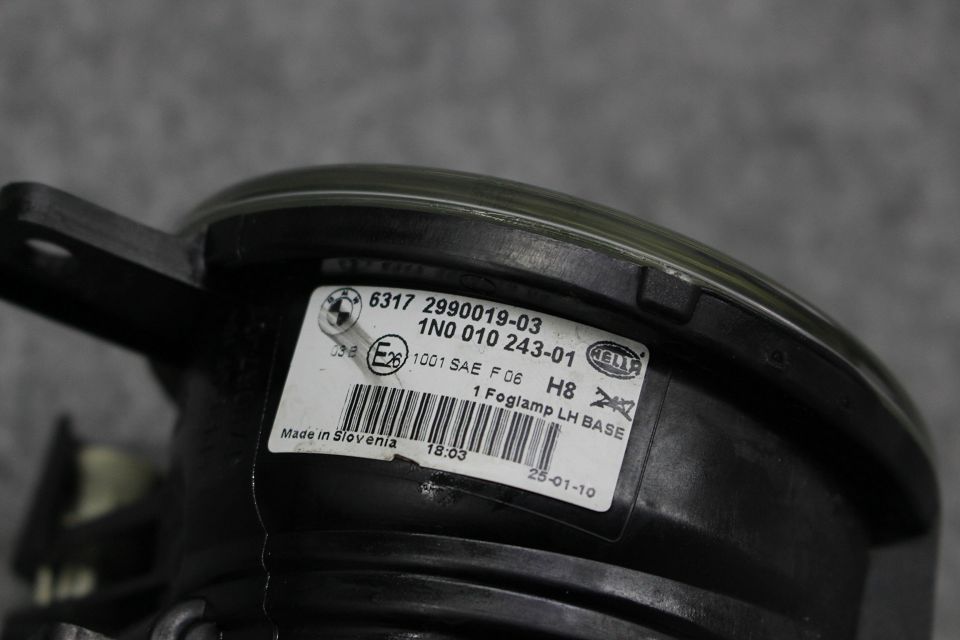 BMW
6317 2990019-03
1N0 010 243-01
HELLA
03 B E26 1001 SAE F 06 H8
1 Foglamp LH BASE
Made in Slovenia 18:03 25-01-10